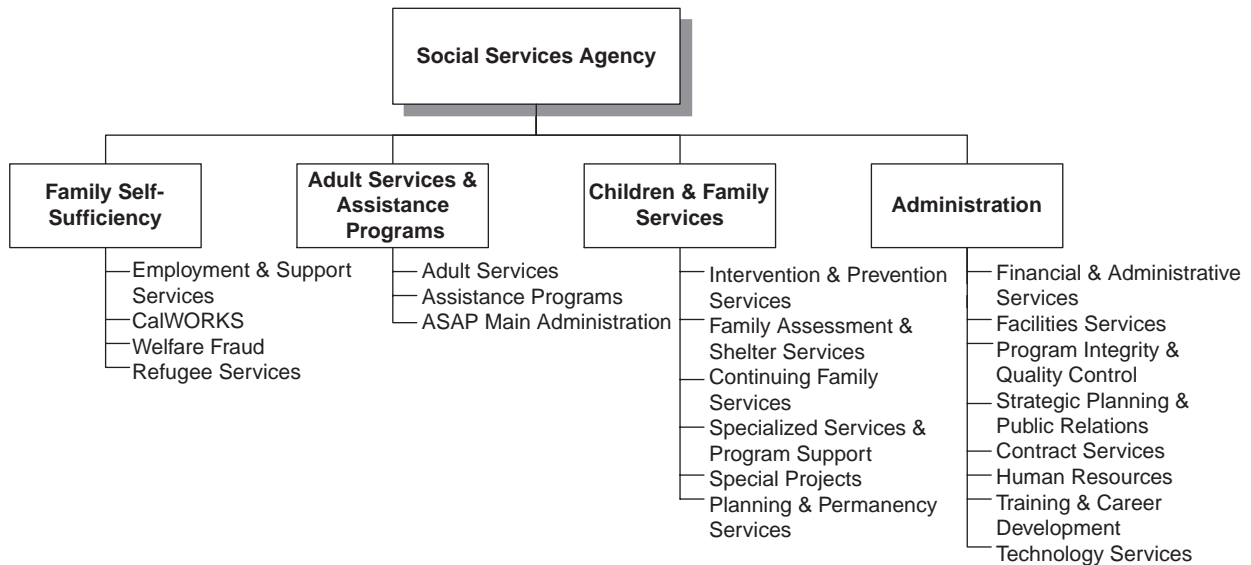 Social Services Agency
Family Self-
Sufficiency
Employment & Support
Services
CalWORKS
Welfare Fraud
Refugee Services
Adult Services &
Assistance
Programs
Adult Services
Assistance Programs
ASAP Main Administration
Children & Family
Services
Intervention & Prevention
Services
Family Assessment &
Shelter Services
Continuing Family
Services
Specialized Services &
Program Support
Special Projects
Planning & Permanency
Services
Administration
Financial & Administrative
Services
Facilities Services
Program Integrity &
Quality Control
Strategic Planning &
Public Relations
Contract Services
Human Resources
Training & Career
Development
Technology Services